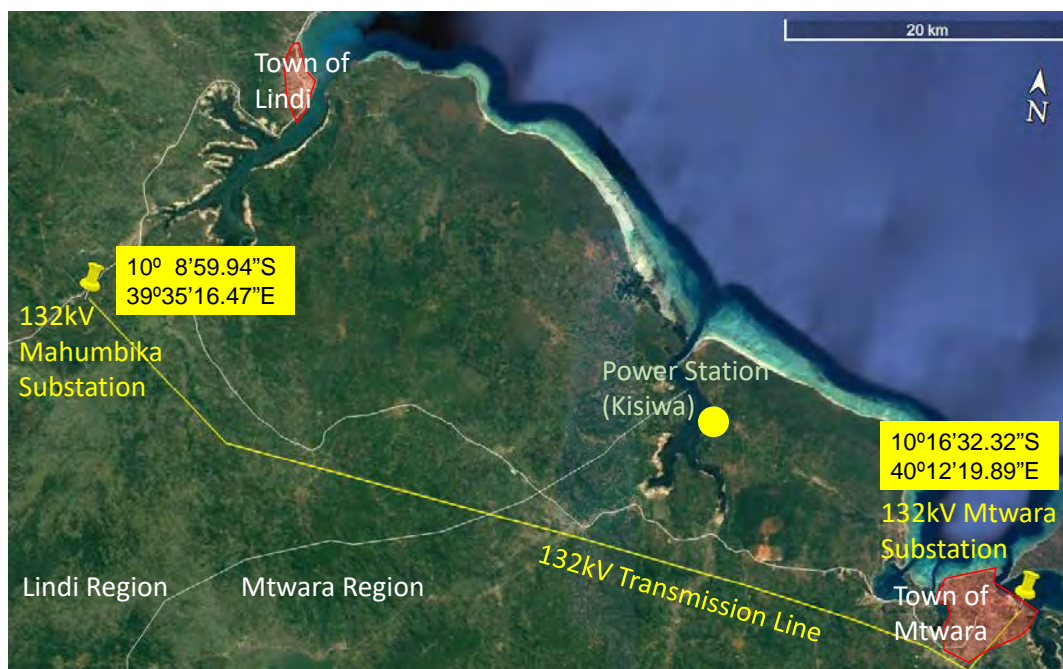 20 km
Town of
Lindi
N
10º 8’59.94”S
39º35’16.47”E
132kV
Mahumbika
Substation
Power Station
(Kisiwa)
10º16’32.32”S
40º12’19.89”E
132kV Mtwara
Substation
132kV Transmission Line
Lindi Region
Mtwara Region
Town of
Mtwara